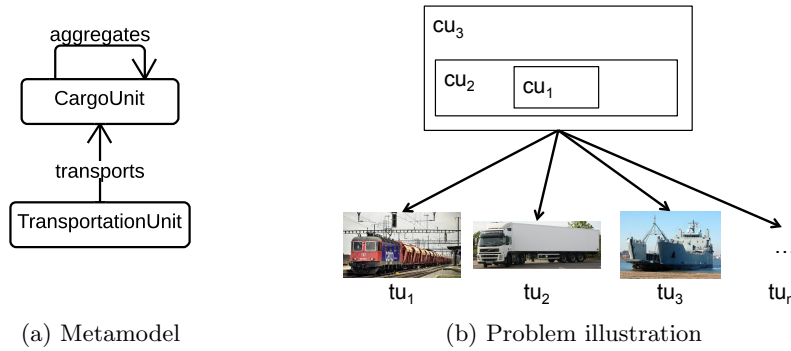 aggregates
CargoUnit
transports
TransportationUnit
(a) Metamodel
cu3
cu2
cu1
tu1
tu2
tu3
...
(b) Problem illustration